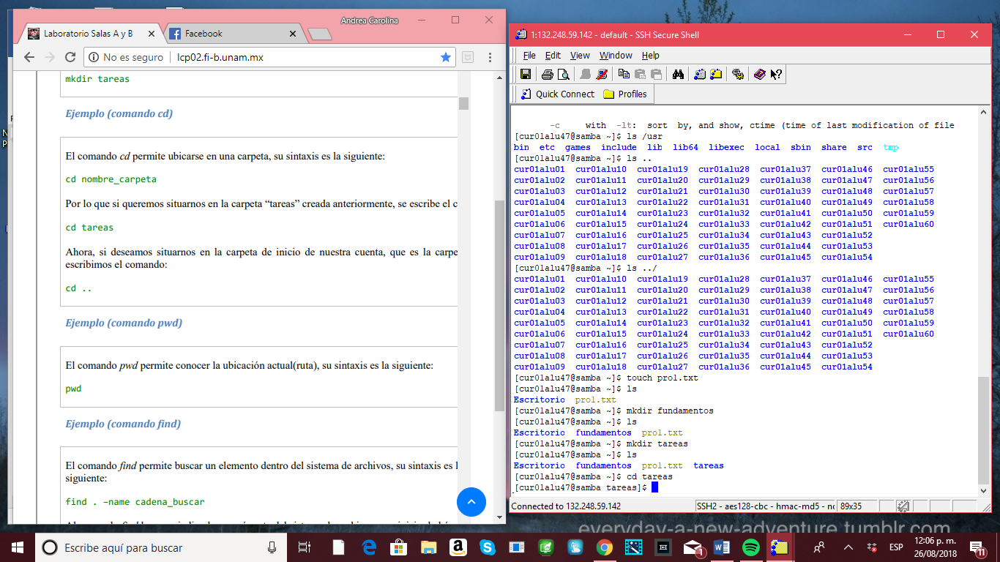 Andrea Carolina
Laboratorio Salas A y B
Facebook
No es seguro
lcp02.fi-b.unam.mx
mkdir tareas
Ejemplo (comando cd)
El comando cd permite ubicarse en una carpeta, su sintaxis es la siguiente:
cd nombre_carpeta
Por lo que si queremos situarnos en la carpeta “tareas” creada anteriormente, se escribe el c
cd tareas
Ahora, si deseamos situarnos en la carpeta de inicio de nuestra cuenta, que es la carpe
escribimos el comando:
cd ..
Ejemplo (comando pwd)
El comando pwd permite conocer la ubicación actual(ruta), su sintaxis es la siguiente:
pwd
Ejemplo (comando find)
El comando find permite buscar un elemento dentro del sistema de archivos, su sintaxis es l
siguiente:
find . –name cadena_buscar
1:132.248.59.142 - default - SSH Secure Shell
File Edit View Window Help
Quick Connect Profiles
-c with -lt: sort by, and show, ctime (time of last modification of file
[cur01alu47@samba ~]$ ls /usr
bin etc games include lib lib64 libexec local sbin share src tmp
[cur01alu47@samba ~]$ ls ..
cur01alu01 cur01alu10 cur01alu19 cur01alu28 cur01alu37 cur01alu46 cur01alu55
cur01alu02 cur01alu11 cur01alu20 cur01alu29 cur01alu38 cur01alu47 cur01alu56
cur01alu03 cur01alu12 cur01alu21 cur01alu30 cur01alu39 cur01alu48 cur01alu57
cur01alu04 cur01alu13 cur01alu22 cur01alu31 cur01alu40 cur01alu49 cur01alu58
cur01alu05 cur01alu14 cur01alu23 cur01alu32 cur01alu41 cur01alu50 cur01alu59
cur01alu06 cur01alu15 cur01alu24 cur01alu33 cur01alu42 cur01alu51 cur01alu60
cur01alu07 cur01alu16 cur01alu25 cur01alu34 cur01alu43 cur01alu52
cur01alu08 cur01alu17 cur01alu26 cur01alu35 cur01alu44 cur01alu53
cur01alu09 cur01alu18 cur01alu27 cur01alu36 cur01alu45 cur01alu54
[cur01alu47@samba ~]$ ls ../
cur01alu01 cur01alu10 cur01alu19 cur01alu28 cur01alu37 cur01alu46 cur01alu55
cur01alu02 cur01alu11 cur01alu20 cur01alu29 cur01alu38 cur01alu47 cur01alu56
cur01alu03 cur01alu12 cur01alu21 cur01alu30 cur01alu39 cur01alu48 cur01alu57
cur01alu04 cur01alu13 cur01alu22 cur01alu31 cur01alu40 cur01alu49 cur01alu58
cur01alu05 cur01alu14 cur01alu23 cur01alu32 cur01alu41 cur01alu50 cur01alu59
cur01alu06 cur01alu15 cur01alu24 cur01alu33 cur01alu42 cur01alu51 cur01alu60
cur01alu07 cur01alu16 cur01alu25 cur01alu34 cur01alu43 cur01alu52
cur01alu08 cur01alu17 cur01alu26 cur01alu35 cur01alu44 cur01alu53
cur01alu09 cur01alu18 cur01alu27 cur01alu36 cur01alu45 cur01alu54
[cur01alu47@samba ~]$ touch prol.txt
[cur01alu47@samba ~]$ ls
Escritorio prol.txt
[cur01alu47@samba ~]$ mkdir fundamentos
[cur01alu47@samba ~]$ ls
Escritorio fundamentos prol.txt
[cur01alu47@samba ~]$ mkdir tareas
[cur01alu47@samba ~]$ ls
Escritorio fundamentos prol.txt tareas
[cur01alu47@samba ~]$ cd tareas
[cur01alu47@samba tareas]$
Connected to 132.248.59.142
SSH2 - aes128-cbc - hmac-md5 - nc
89x35
everyday-a-new-adventure.tumblr.com
Escribe aquí para buscar
1
ESP
12:06 p. m.
26/08/2018
11